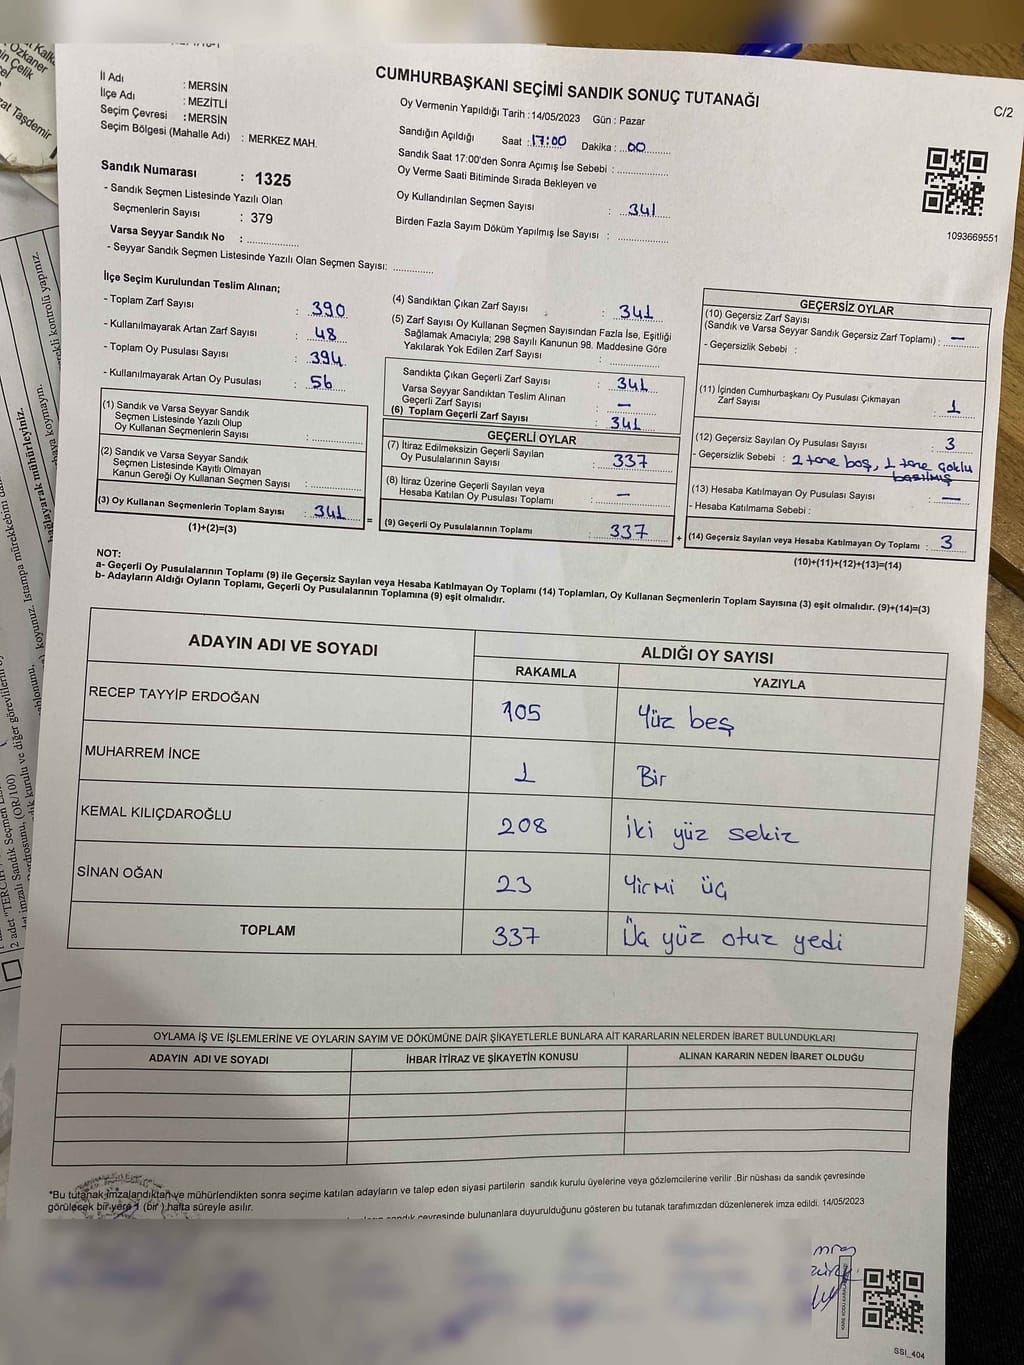 Kalk
Özkaner
in Çelik
zat Taşdemir
CUMHURBAŞKANI SEÇİMİ SANDIK SONUÇ TUTANAĞI
C/2
İl Adı : MERSİN
İlçe Adı : MEZİTLİ
Seçim Çevresi : MERSİN
Seçim Bölgesi (Mahalle Adı) : MERKEZ MAH.
Oy Vermenin Yapıldığı Tarih : 14/05/2023 Gün : Pazar
Sandığın Açıldığı Saat : 17:00 Dakika : 00
Sandık Saat 17:00'den Sonra Açımış İse Sebebi :
Oy Verme Saati Bitiminde Sırada Bekleyen ve
Oy Kullandırılan Seçmen Sayısı : 341
Birden Fazla Sayım Döküm Yapılmış İse Sayısı :
1093669551
Sandık Numarası : 1325
- Sandık Seçmen Listesinde Yazılı Olan
Seçmenlerin Sayısı : 379
Varsa Seyyar Sandık No :
- Seyyar Sandık Seçmen Listesinde Yazılı Olan Seçmen Sayısı:
İlçe Seçim Kurulundan Teslim Alınan;
- Toplam Zarf Sayısı : 390
- Kullanılmayarak Artan Zarf Sayısı : 48
- Toplam Oy Pusulası Sayısı : 394
- Kullanılmayarak Artan Oy Pusulası : 56
(1) Sandık ve Varsa Seyyar Sandık
Seçmen Listesinde Yazılı Olup
Oy Kullanan Seçmenlerin Sayısı :
(2) Sandık ve Varsa Seyyar Sandık
Seçmen Listesinde Kayıtlı Olmayan
Kanun Gereği Oy Kullanan Seçmen Sayısı :
(3) Oy Kullanan Seçmenlerin Toplam Sayısı : 341
(1)+(2)=(3)
=
(4) Sandıktan Çıkan Zarf Sayısı : 341
(5) Zarf Sayısı Oy Kullanan Seçmen Sayısından Fazla İse, Eşitliği
Sağlamak Amacıyla; 298 Sayılı Kanunun 98. Maddesine Göre
Yakılarak Yok Edilen Zarf Sayısı :
Sandıkta Çıkan Geçerli Zarf Sayısı : 341
Varsa Seyyar Sandıktan Teslim Alınan
Geçerli Zarf Sayısı : —
(6) Toplam Geçerli Zarf Sayısı : 341
GEÇERLİ OYLAR
(7) İtiraz Edilmeksizin Geçerli Sayılan
Oy Pusulalarının Sayısı : 337
(8) İtiraz Üzerine Geçerli Sayılan veya
Hesaba Katılan Oy Pusulası Toplamı : —
(9) Geçerli Oy Pusulalarının Toplamı : 337
+
GEÇERSİZ OYLAR
(10) Geçersiz Zarf Sayısı
(Sandık ve Varsa Seyyar Sandık Geçersiz Zarf Toplamı) : —
- Geçersizlik Sebebi :
(11) İçinden Cumhurbaşkanı Oy Pusulası Çıkmayan
Zarf Sayısı : 1
(12) Geçersiz Sayılan Oy Pusulası Sayısı : 3
- Geçersizlik Sebebi : 2 tane boş, 1 tane çoklu
basılmış
(13) Hesaba Katılmayan Oy Pusulası Sayısı : —
- Hesaba Katılmama Sebebi :
(14) Geçersiz Sayılan veya Hesaba Katılmayan Oy Toplamı : 3
(10)+(11)+(12)+(13)=(14)
NOT:
a- Geçerli Oy Pusulalarının Toplamı (9) ile Geçersiz Sayılan veya Hesaba Katılmayan Oy Toplamı (14) Toplamları, Oy Kullanan Seçmenlerin Toplam Sayısına (3) eşit olmalıdır. (9)+(14)=(3)
b- Adayların Aldığı Oyların Toplamı, Geçerli Oy Pusulalarının Toplamına (9) eşit olmalıdır.
ADAYIN ADI VE SOYADI ALDIĞI OY SAYISI
RAKAMLA YAZIYLA
RECEP TAYYİP ERDOĞAN 105 Yüz beş
MUHARREM İNCE 1 Bir
KEMAL KILIÇDAROĞLU 208 iki yüz sekiz
SİNAN OĞAN 23 Yirmi üç
TOPLAM 337 Üç yüz otuz yedi
OYLAMA İŞ VE İŞLEMLERİNE VE OYLARIN SAYIM VE DÖKÜMÜNE DAİR ŞİKAYETLERLE BUNLARA AİT KARARLARIN NELERDEN İBARET BULUNDUKLARI
ADAYIN ADI VE SOYADI İHBAR İTİRAZ VE ŞİKAYETİN KONUSU ALINAN KARARIN NEDEN İBARET OLDUĞU
*Bu tutanak imzalandıktan ve mühürlendikten sonra seçime katılan adayların ve talep eden siyasi partilerin sandık kurulu üyelerine veya gözlemcilerine verilir .Bir nüshası da sandık çevresinde
görülecek bir yere 1 (bir ) hafta süreyle asılır.
sandık çevresinde bulunanlara duyurulduğunu gösteren bu tutanak tarafımızdan düzenlenerek imza edildi. 14/05/2023
SSI_404